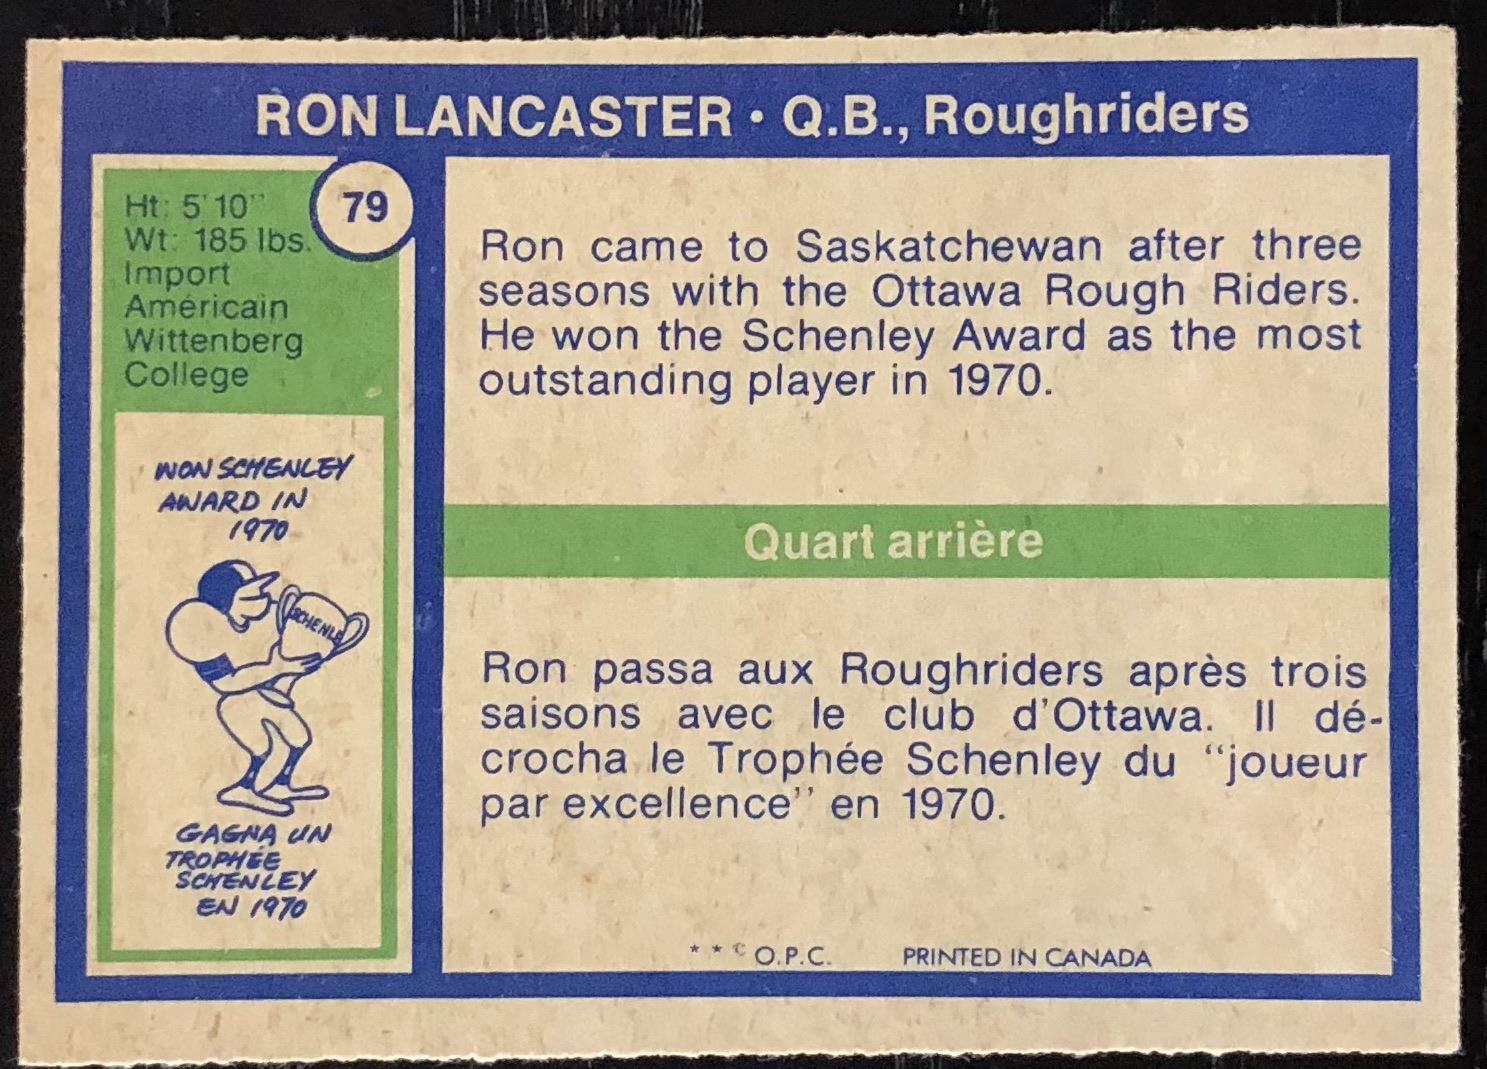 RON LANCASTER • Q.B., Roughriders
79
Ht: 5'10"
Wt: 185 lbs.
Import
Américain
Wittenberg
College
WON SCHENLEY
AWARD IN
1970
SCHENLE
GAGNA UN
TROPHÉE
SCHENLEY
EN 1970
Ron came to Saskatchewan after three
seasons with the Ottawa Rough Riders.
He won the Schenley Award as the most
outstanding player in 1970.
Quart arrière
Ron passa aux Roughriders après trois
saisons avec le club d'Ottawa. Il dé-
crocha le Trophée Schenley du "joueur
par excellence" en 1970.
* * © O.P.C. PRINTED IN CANADA